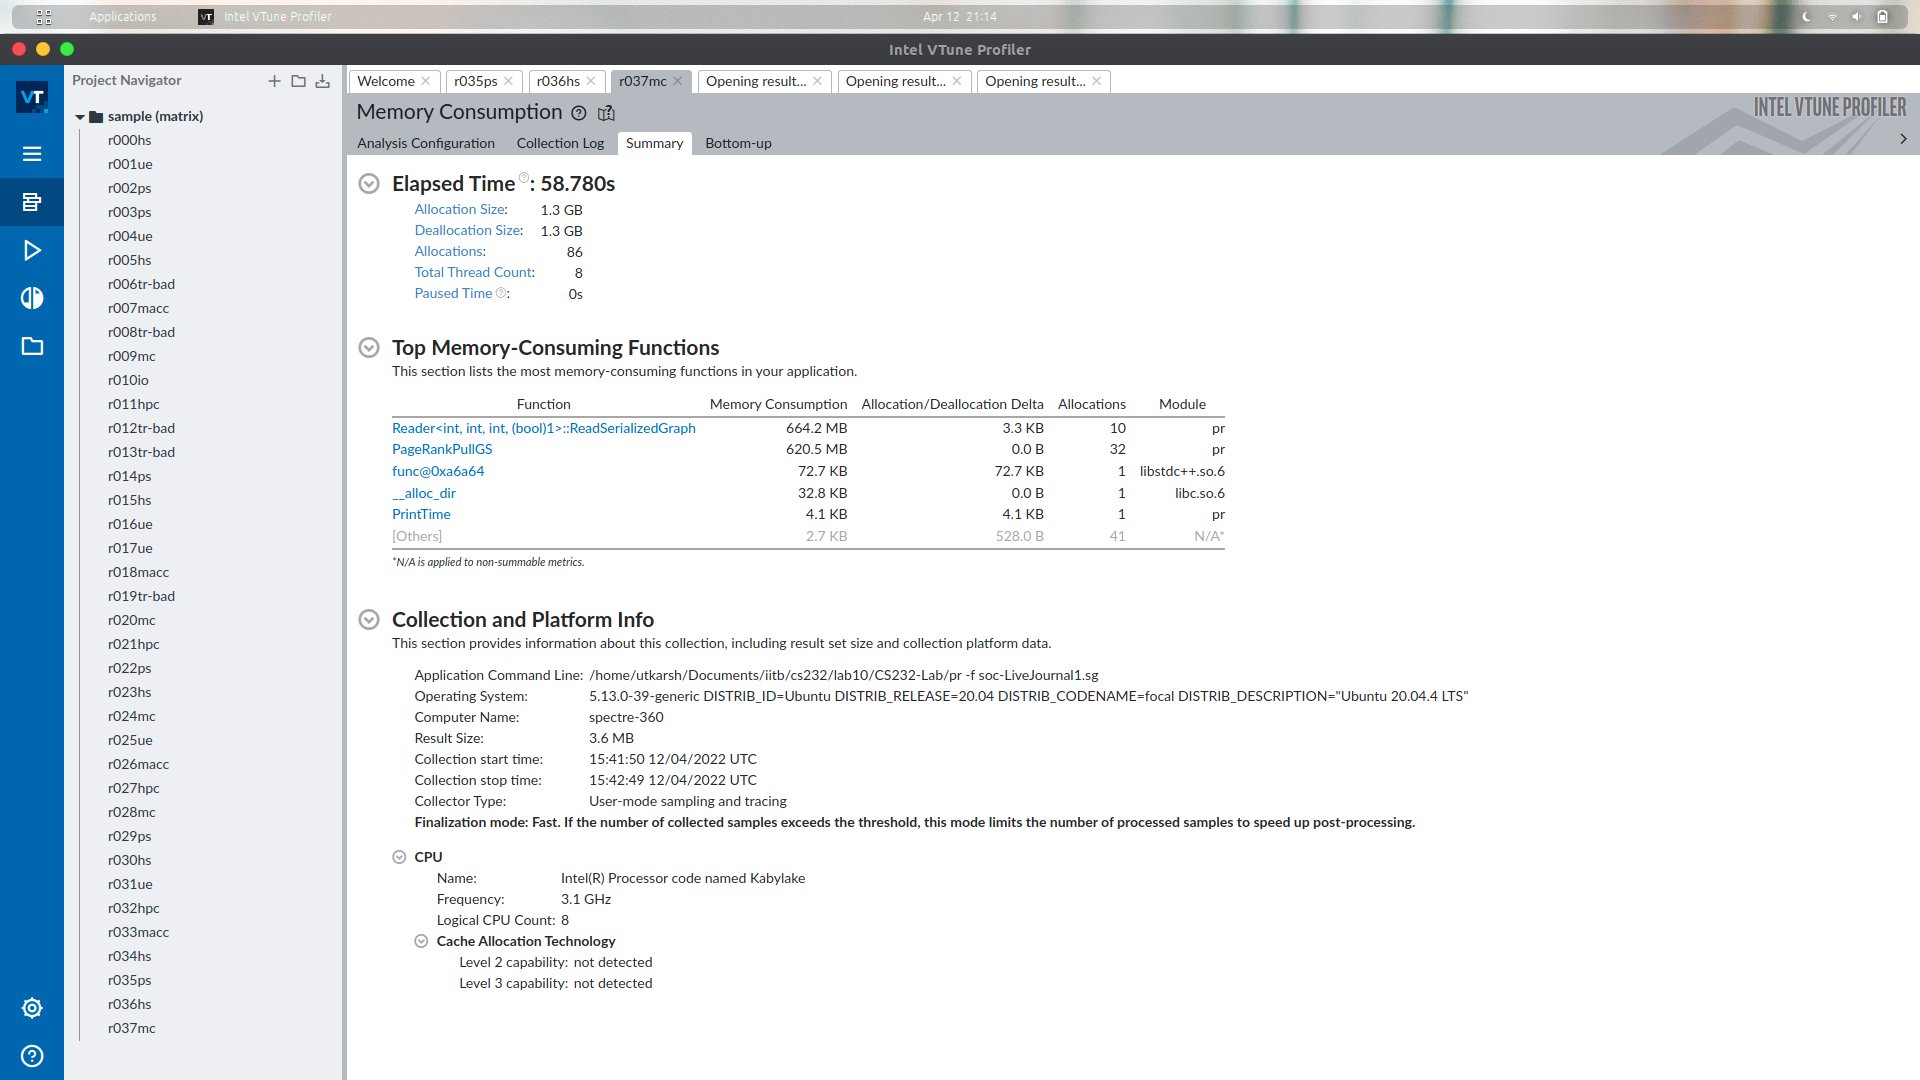 Applications
VT Intel VTune Profiler
Apr 12 21:14
Intel VTune Profiler
VT
Project Navigator
sample (matrix)
r000hs
r001ue
r002ps
r003ps
r004ue
r005hs
r006tr-bad
r007macc
r008tr-bad
r009mc
r010io
r011hpc
r012tr-bad
r013tr-bad
r014ps
r015hs
r016ue
r017ue
r018macc
r019tr-bad
r020mc
r021hpc
r022ps
r023hs
r024mc
r025ue
r026macc
r027hpc
r028mc
r029ps
r030hs
r031ue
r032hpc
r033macc
r034hs
r035ps
r036hs
r037mc
Welcome r035ps r036hs r037mc Opening result... Opening result... Opening result...
Memory Consumption
INTEL VTUNE PROFILER
Analysis Configuration Collection Log Summary Bottom-up
Elapsed Time: 58.780s
Allocation Size: 1.3 GB
Deallocation Size: 1.3 GB
Allocations: 86
Total Thread Count: 8
Paused Time: 0s
Top Memory-Consuming Functions
This section lists the most memory-consuming functions in your application.
Function Memory Consumption Allocation/Deallocation Delta Allocations Module
Reader<int, int, int, (bool)1>::ReadSerializedGraph 664.2 MB 3.3 KB 10 pr
PageRankPullGS 620.5 MB 0.0 B 32 pr
func@0xa6a64 72.7 KB 72.7 KB 1 libstdc++.so.6
__alloc_dir 32.8 KB 0.0 B 1 libc.so.6
PrintTime 4.1 KB 4.1 KB 1 pr
[Others] 2.7 KB 528.0 B 41 N/A*
*N/A is applied to non-summable metrics.
Collection and Platform Info
This section provides information about this collection, including result set size and collection platform data.
Application Command Line: /home/utkarsh/Documents/iitb/cs232/lab10/CS232-Lab/pr -f soc-LiveJournal1.sg
Operating System: 5.13.0-39-generic DISTRIB_ID=Ubuntu DISTRIB_RELEASE=20.04 DISTRIB_CODENAME=focal DISTRIB_DESCRIPTION="Ubuntu 20.04.4 LTS"
Computer Name: spectre-360
Result Size: 3.6 MB
Collection start time: 15:41:50 12/04/2022 UTC
Collection stop time: 15:42:49 12/04/2022 UTC
Collector Type: User-mode sampling and tracing
Finalization mode: Fast. If the number of collected samples exceeds the threshold, this mode limits the number of processed samples to speed up post-processing.
CPU
Name: Intel(R) Processor code named Kabylake
Frequency: 3.1 GHz
Logical CPU Count: 8
Cache Allocation Technology
Level 2 capability: not detected
Level 3 capability: not detected